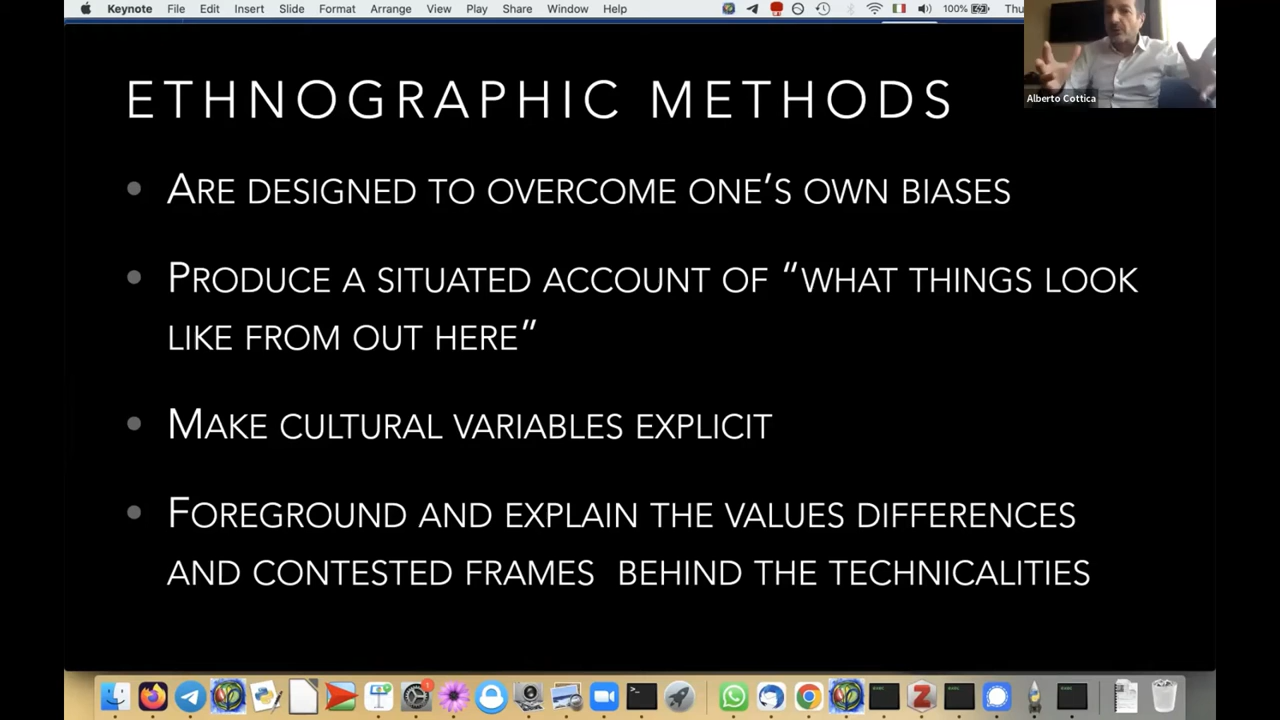 Keynote File Edit Insert Slide Format Arrange View Play Share Window Help 100% Thu
Alberto Cottica
ETHNOGRAPHIC METHODS
• ARE DESIGNED TO OVERCOME ONE’S OWN BIASES
• PRODUCE A SITUATED ACCOUNT OF “WHAT THINGS LOOK
LIKE FROM OUT HERE”
• MAKE CULTURAL VARIABLES EXPLICIT
• FOREGROUND AND EXPLAIN THE VALUES DIFFERENCES
AND CONTESTED FRAMES BEHIND THE TECHNICALITIES